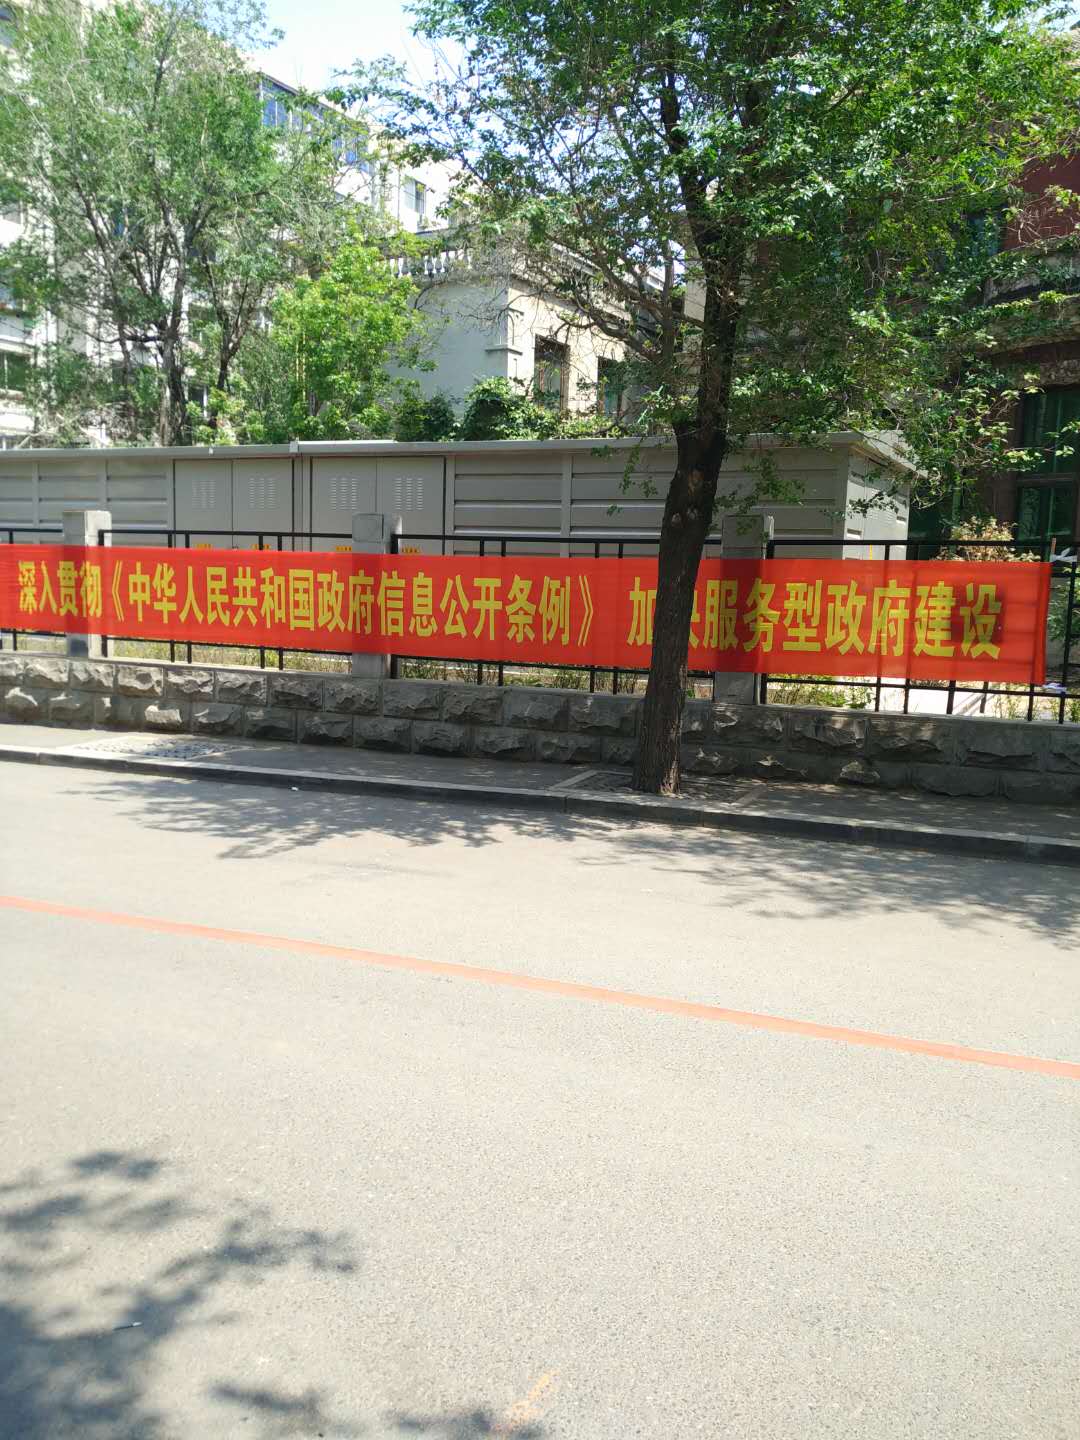 深入贯彻《中华人民共和国政府信息公开条例》 加快服务型政府建设